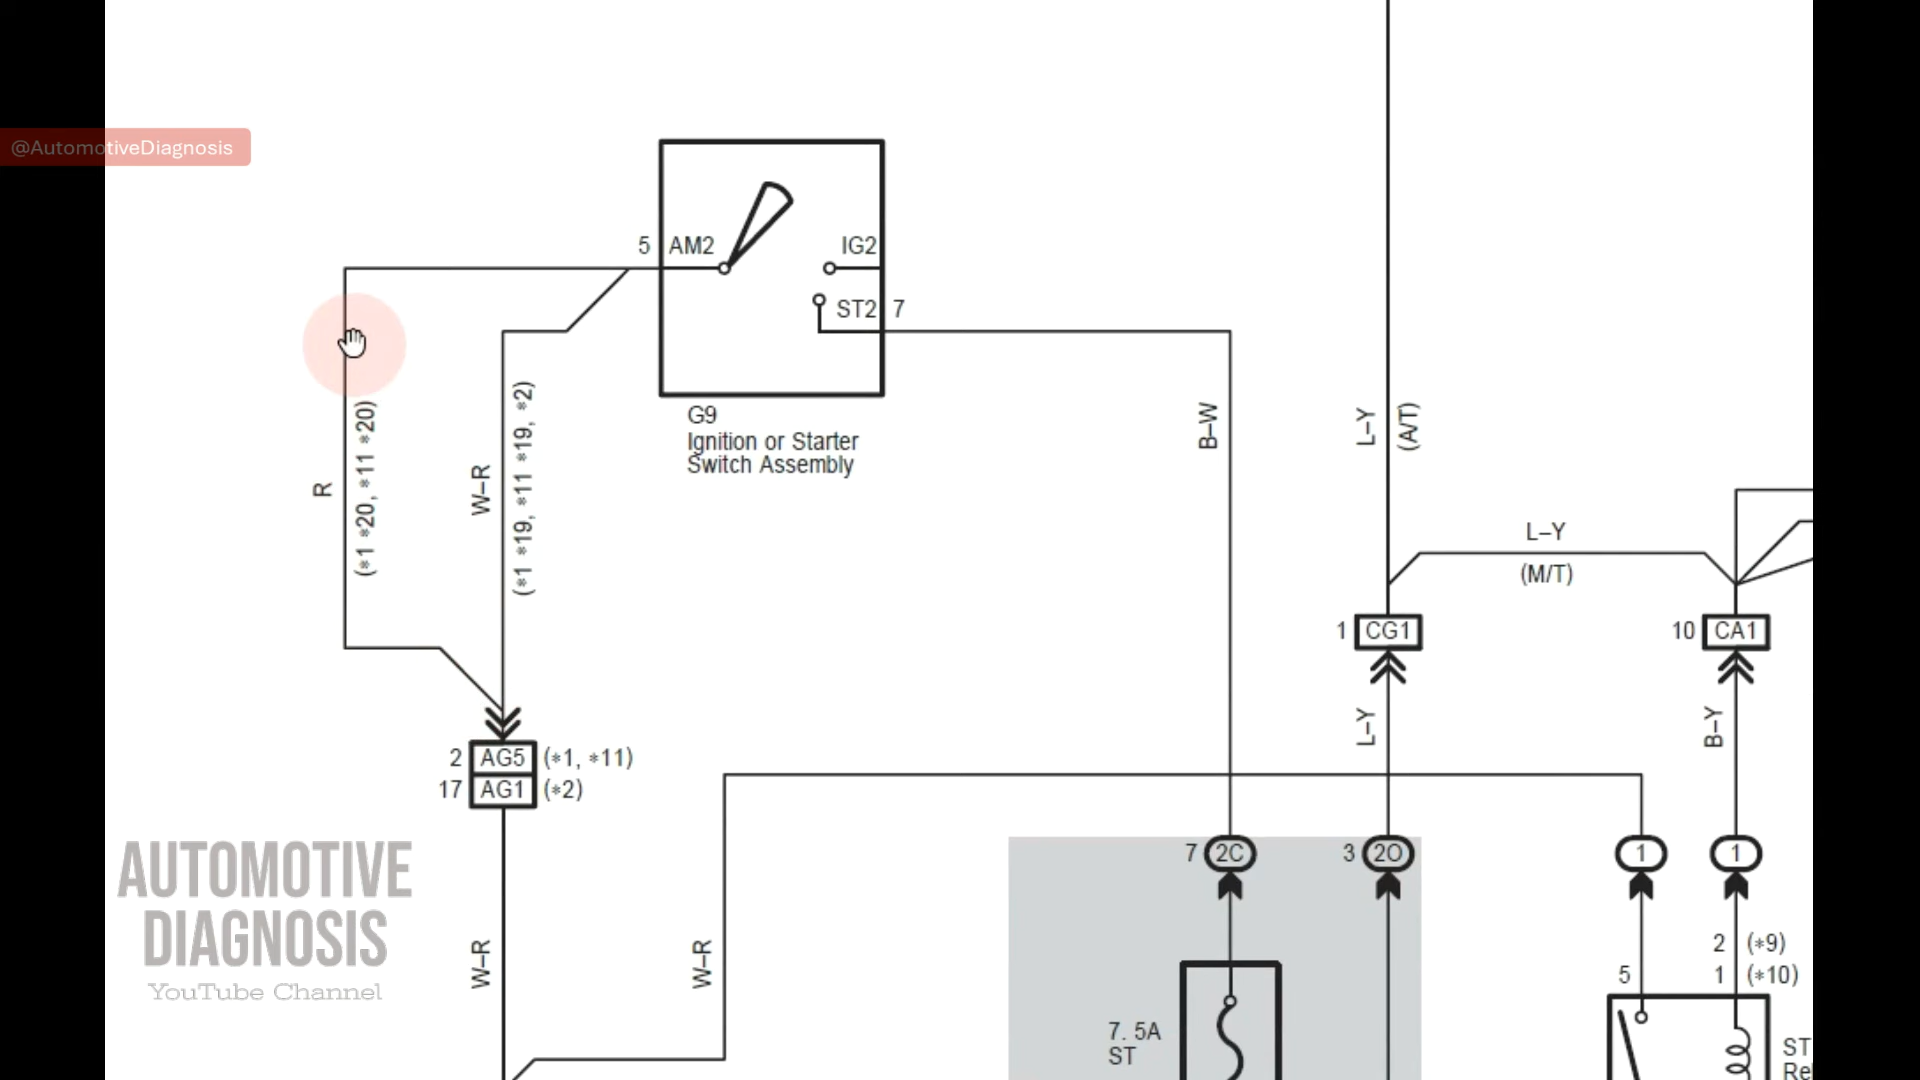 @AutomotiveDiagnosis
5 AM2
IG2
ST2 7
G9
Ignition or Starter
Switch Assembly
R
(*1 *20, *11 *20)
W–R
(*1 *19, *11 *19, *2)
B–W
L–Y
(A/T)
L–Y
(M/T)
1 CG1
10 CA1
L–Y
B–Y
2 AG5 (*1, *11)
17 AG1 (*2)
AUTOMOTIVE
DIAGNOSIS
YouTube Channel
W–R
W–R
7 2C
3 2O
1
1
2 (*9)
5 1 (*10)
7. 5A
ST
ST